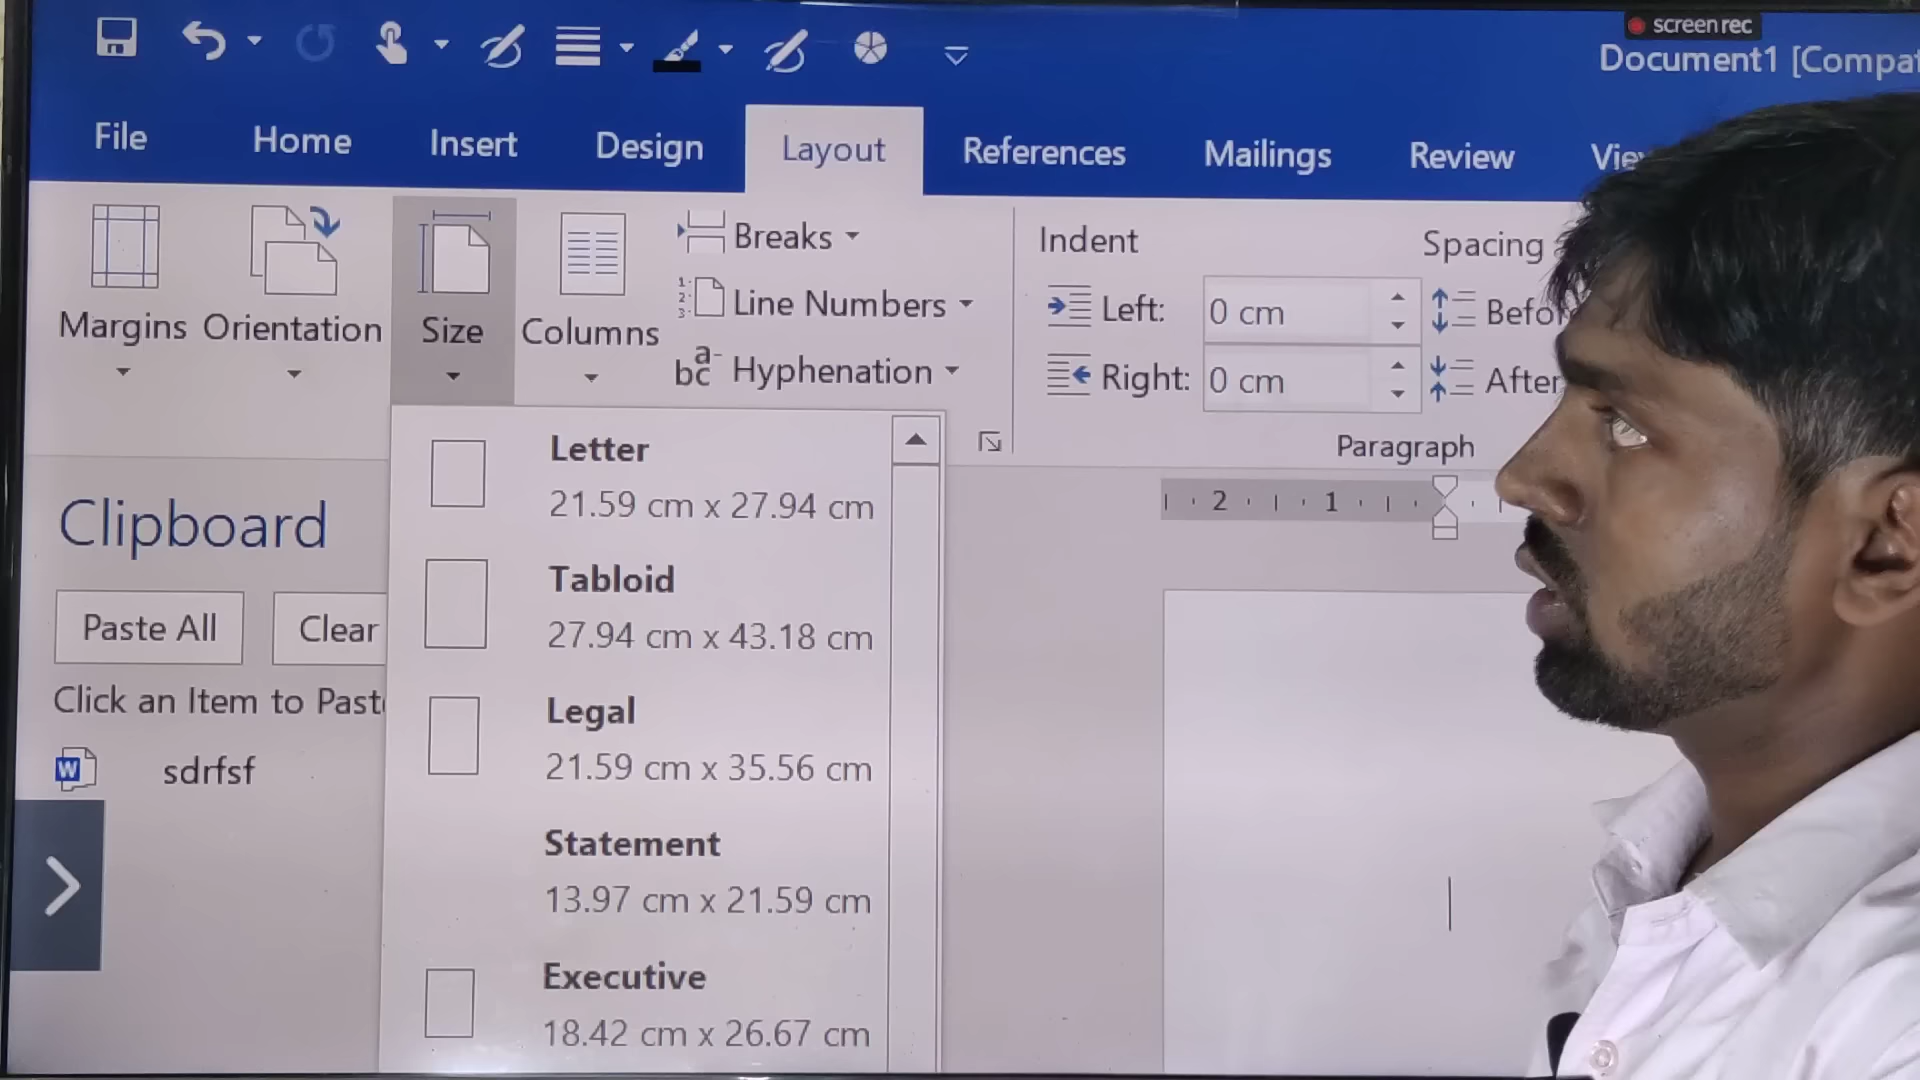 screenrec
Document1 [Compa
File Home Insert Design Layout References Mailings Review
Margins Orientation Size Columns
Breaks
Line Numbers
Hyphenation
Indent
Left: 0 cm
Right: 0 cm
Spacing
After
Paragraph
2 1
Clipboard
Paste All Clear
Click an Item to Past
sdrfsf
Letter
21.59 cm x 27.94 cm
Tabloid
27.94 cm x 43.18 cm
Legal
21.59 cm x 35.56 cm
Statement
13.97 cm x 21.59 cm
Executive
18.42 cm x 26.67 cm